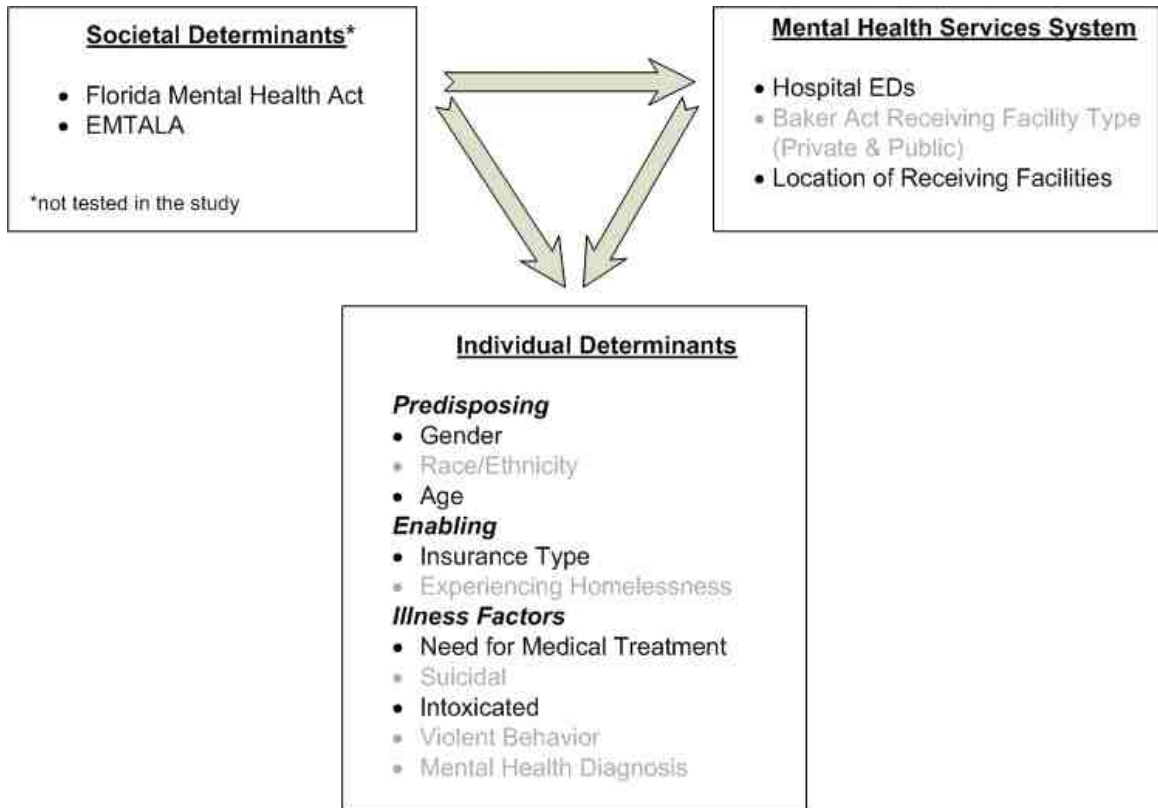 Societal Determinants*
• Florida Mental Health Act
• EMTALA
*not tested in the study
Mental Health Services System
• Hospital EDs
• Baker Act Receiving Facility Type
(Private & Public)
• Location of Receiving Facilities
Individual Determinants
Predisposing
• Gender
• Race/Ethnicity
• Age
Enabling
• Insurance Type
• Experiencing Homelessness
Illness Factors
• Need for Medical Treatment
• Suicidal
• Intoxicated
• Violent Behavior
• Mental Health Diagnosis